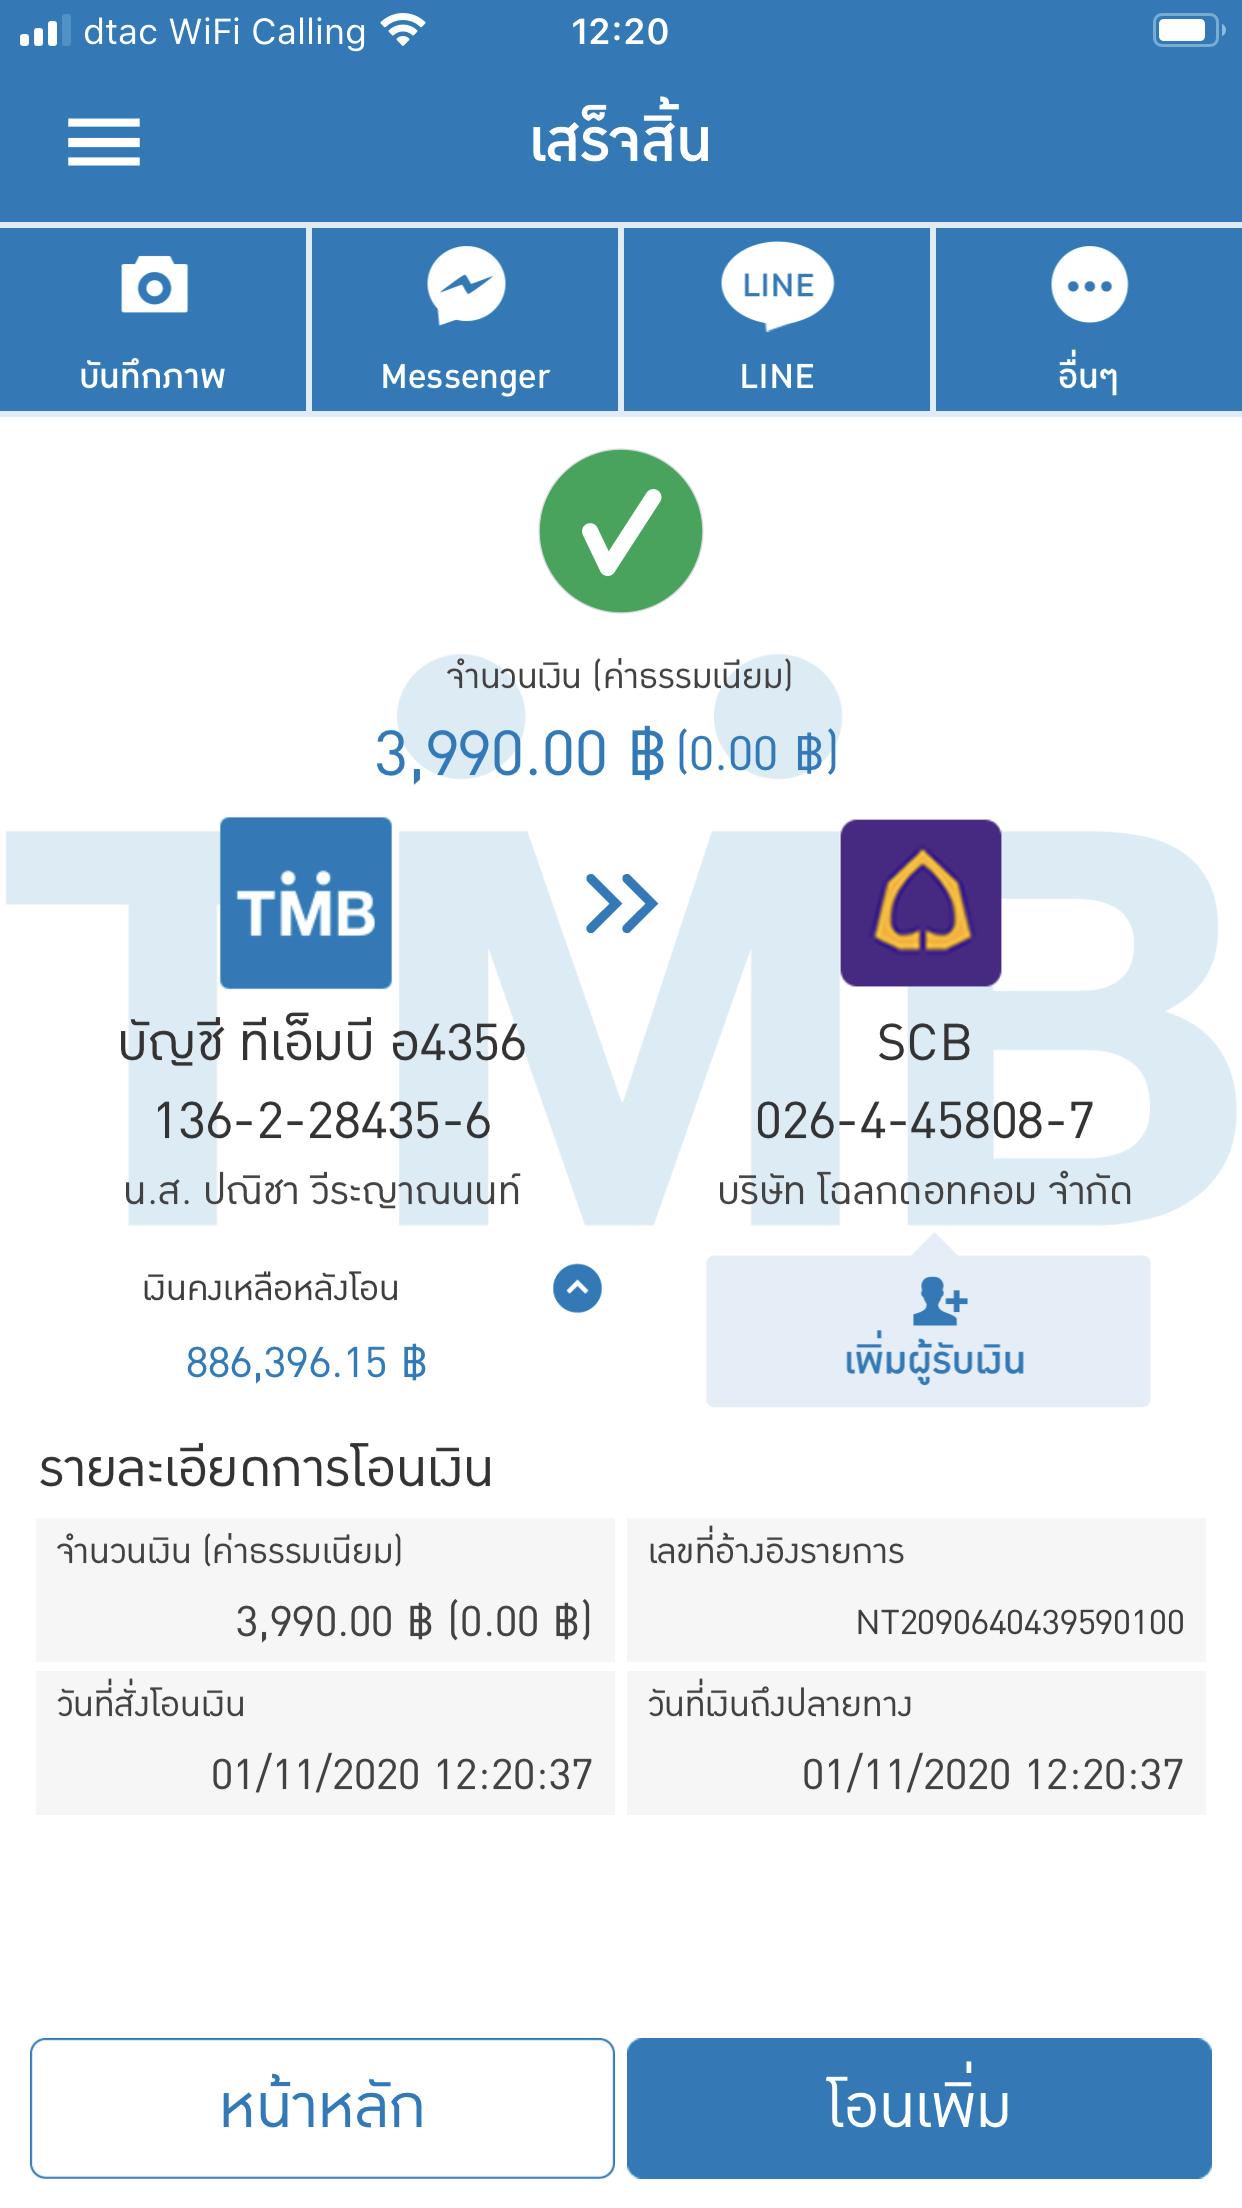 dtac WiFi Calling 12:20
เสร็จสิ้น
บันทึกภาพ Messenger LINE LINE อื่นๆ
จำนวนเงิน (ค่าธรรมเนียม)
3,990.00 ฿ (0.00 ฿)
TMB
TMB
บัญชี ทีเอ็มบี อ4356
136-2-28435-6
น.ส. ปณิชา วีระญาณนนท์
SCB
026-4-45808-7
บริษัท โฉลกดอทคอม จำกัด
เงินคงเหลือหลังโอน
886,396.15 ฿
เพิ่มผู้รับเงิน
รายละเอียดการโอนเงิน
จำนวนเงิน (ค่าธรรมเนียม)
3,990.00 ฿ (0.00 ฿)
เลขที่อ้างอิงรายการ
NT2090640439590100
วันที่สั่งโอนเงิน
01/11/2020 12:20:37
วันที่เงินถึงปลายทาง
01/11/2020 12:20:37
หน้าหลัก
โอนเพิ่ม